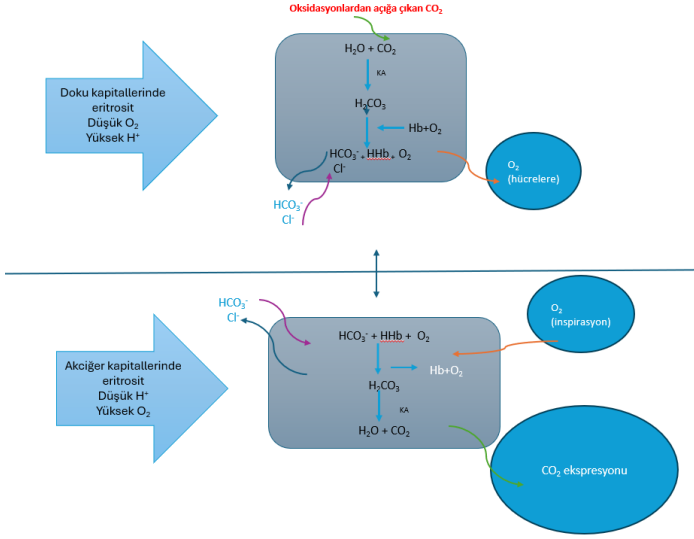 Oksidasyonlardan açığa çıkan CO₂
H₂O + CO₂
KA
H₂CO₃
Hb+O₂
HCO₃⁻ + HHb + O₂
Cl⁻
HCO₃⁻
Cl⁻
Doku kapitallerinde
eritrosit
Düşük O₂
Yüksek H⁺
O₂
(hücrelere)
HCO₃⁻
Cl⁻
HCO₃⁻ + HHb + O₂
Hb+O₂
H₂CO₃
KA
H₂O + CO₂
Akciğer kapitallerinde
eritrosit
Düşük H⁺
Yüksek O₂
O₂
(inspirasyon)
CO₂ ekspresyonu